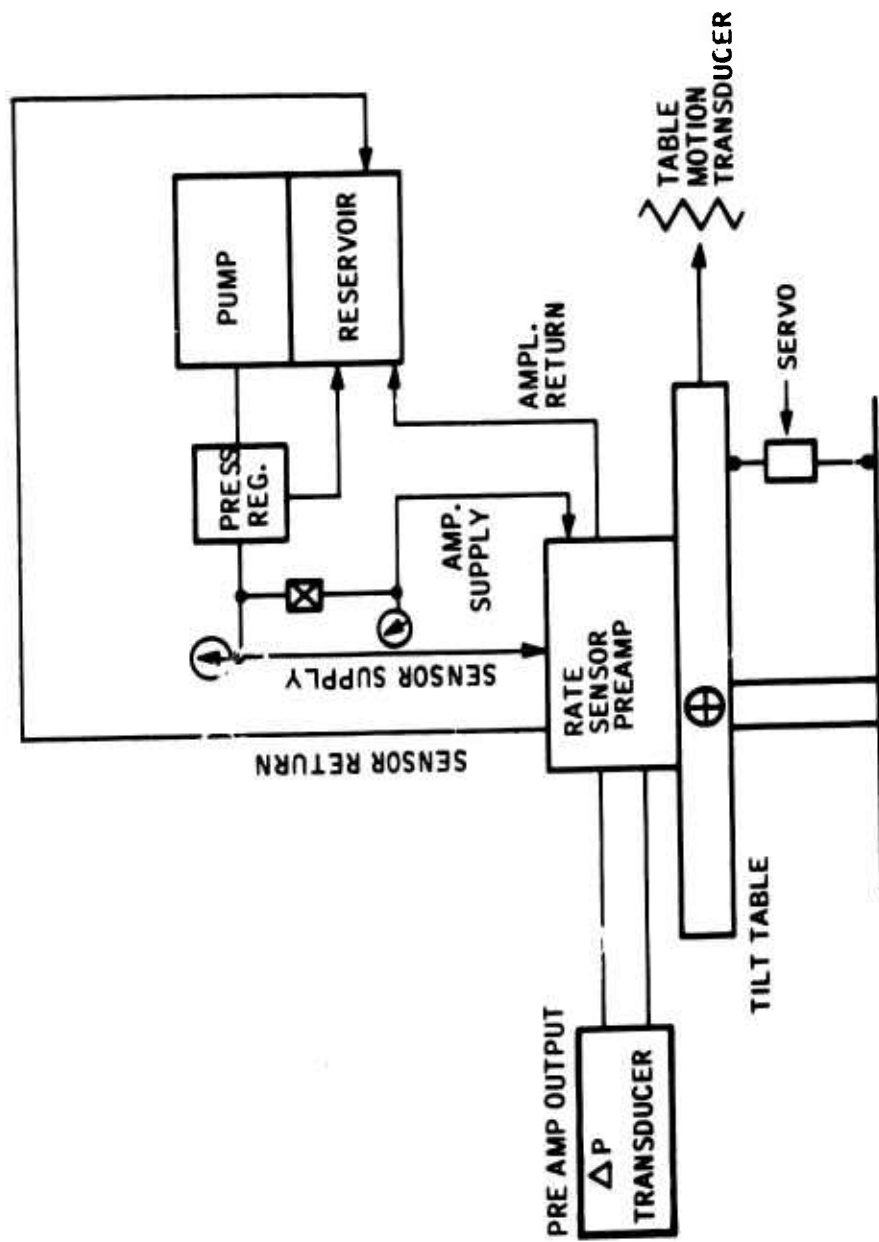 PUMP
RESERVOIR
PRESS
REG.
AMPL.
RETURN
AMP.
SUPPLY
SENSOR SUPPLY
SENSOR RETURN
RATE
SENSOR
PREAMP
TABLE
MOTION
TRANSDUCER
SERVO
TILT TABLE
PRE AMP OUTPUT
ΔP
TRANSDUCER